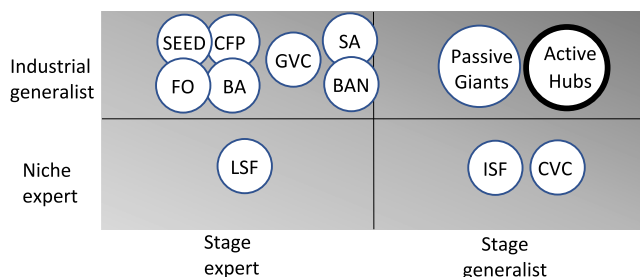 SEED CFP GVC SA
FO BA BAN
Passive
Giants
Active
Hubs
Industrial
generalist
LSF
ISF CVC
Niche
expert
Stage
expert
Stage
generalist